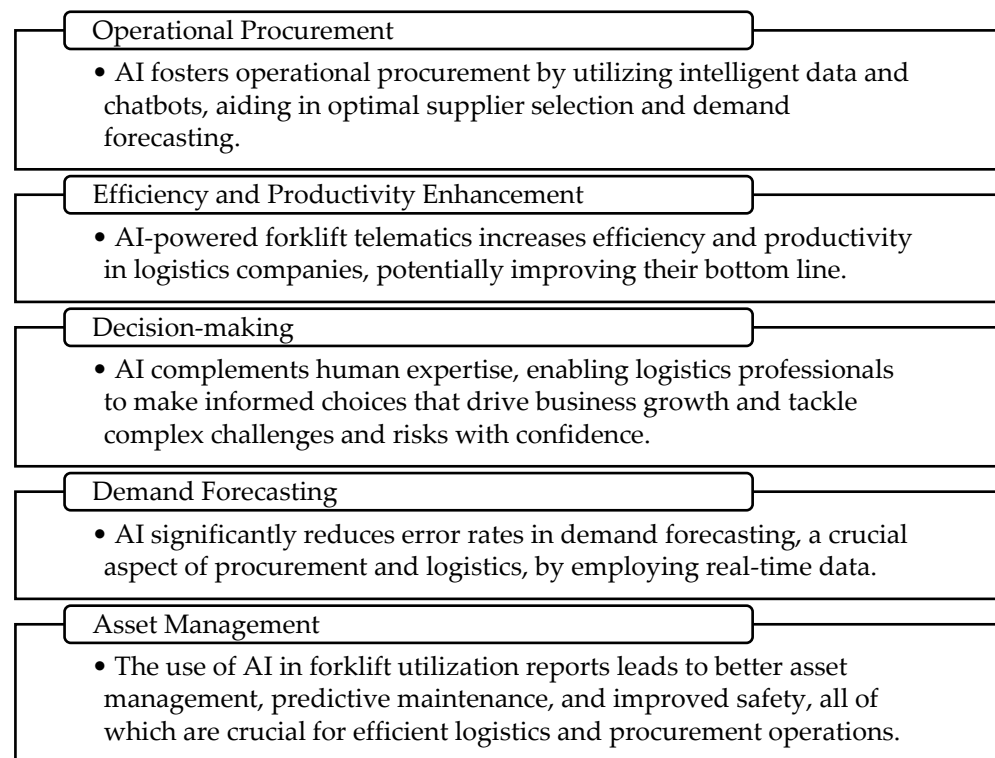 Operational Procurement
• AI fosters operational procurement by utilizing intelligent data and
chatbots, aiding in optimal supplier selection and demand
forecasting.
Efficiency and Productivity Enhancement
• AI-powered forklift telematics increases efficiency and productivity
in logistics companies, potentially improving their bottom line.
Decision-making
• AI complements human expertise, enabling logistics professionals
to make informed choices that drive business growth and tackle
complex challenges and risks with confidence.
Demand Forecasting
• AI significantly reduces error rates in demand forecasting, a crucial
aspect of procurement and logistics, by employing real-time data.
Asset Management
• The use of AI in forklift utilization reports leads to better asset
management, predictive maintenance, and improved safety, all of
which are crucial for efficient logistics and procurement operations.